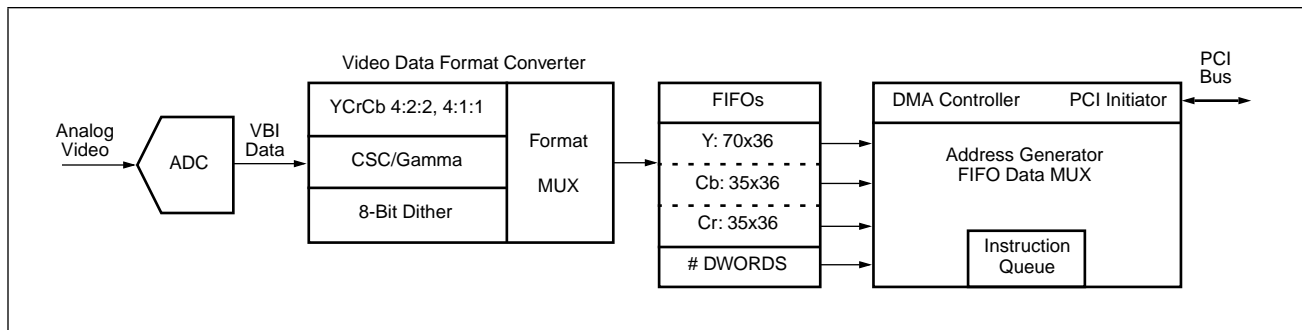 Video Data Format Converter
Analog
Video
ADC
VBI
Data
YCrCb 4:2:2, 4:1:1
CSC/Gamma
8-Bit Dither
Format
MUX
FIFOs
Y: 70x36
Cb: 35x36
Cr: 35x36
# DWORDS
DMA Controller
PCI Initiator
Address Generator
FIFO Data MUX
Instruction
Queue
PCI
Bus